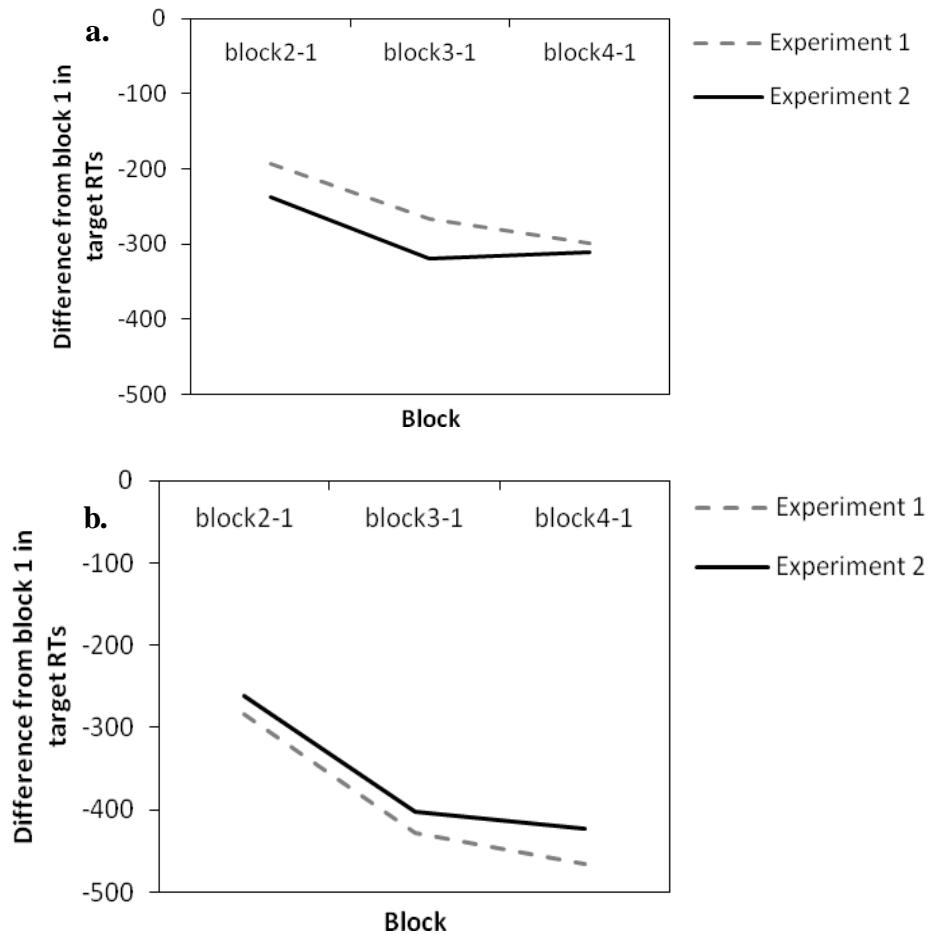 a.
0
-100
-200
-300
-400
-500
block2-1 block3-1 block4-1
Difference from block 1 in
target RTs
Block
Experiment 1
Experiment 2
b.
0
-100
-200
-300
-400
-500
block2-1 block3-1 block4-1
Difference from block 1 in
target RTs
Block
Experiment 1
Experiment 2